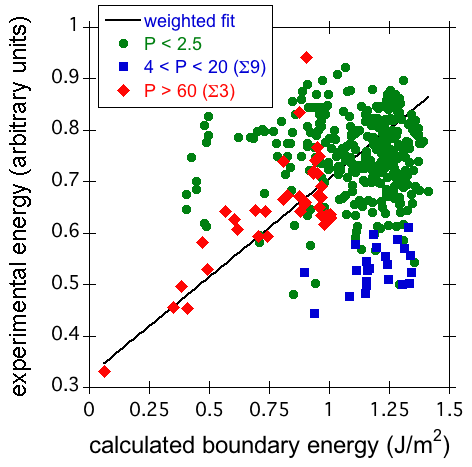 weighted fit
P < 2.5
4 < P < 20 (Σ9)
P > 60 (Σ3)
experimental energy (arbitrary units)
1
0.9
0.8
0.7
0.6
0.5
0.4
0.3
0 0.25 0.5 0.75 1 1.25 1.5
calculated boundary energy (J/m²)